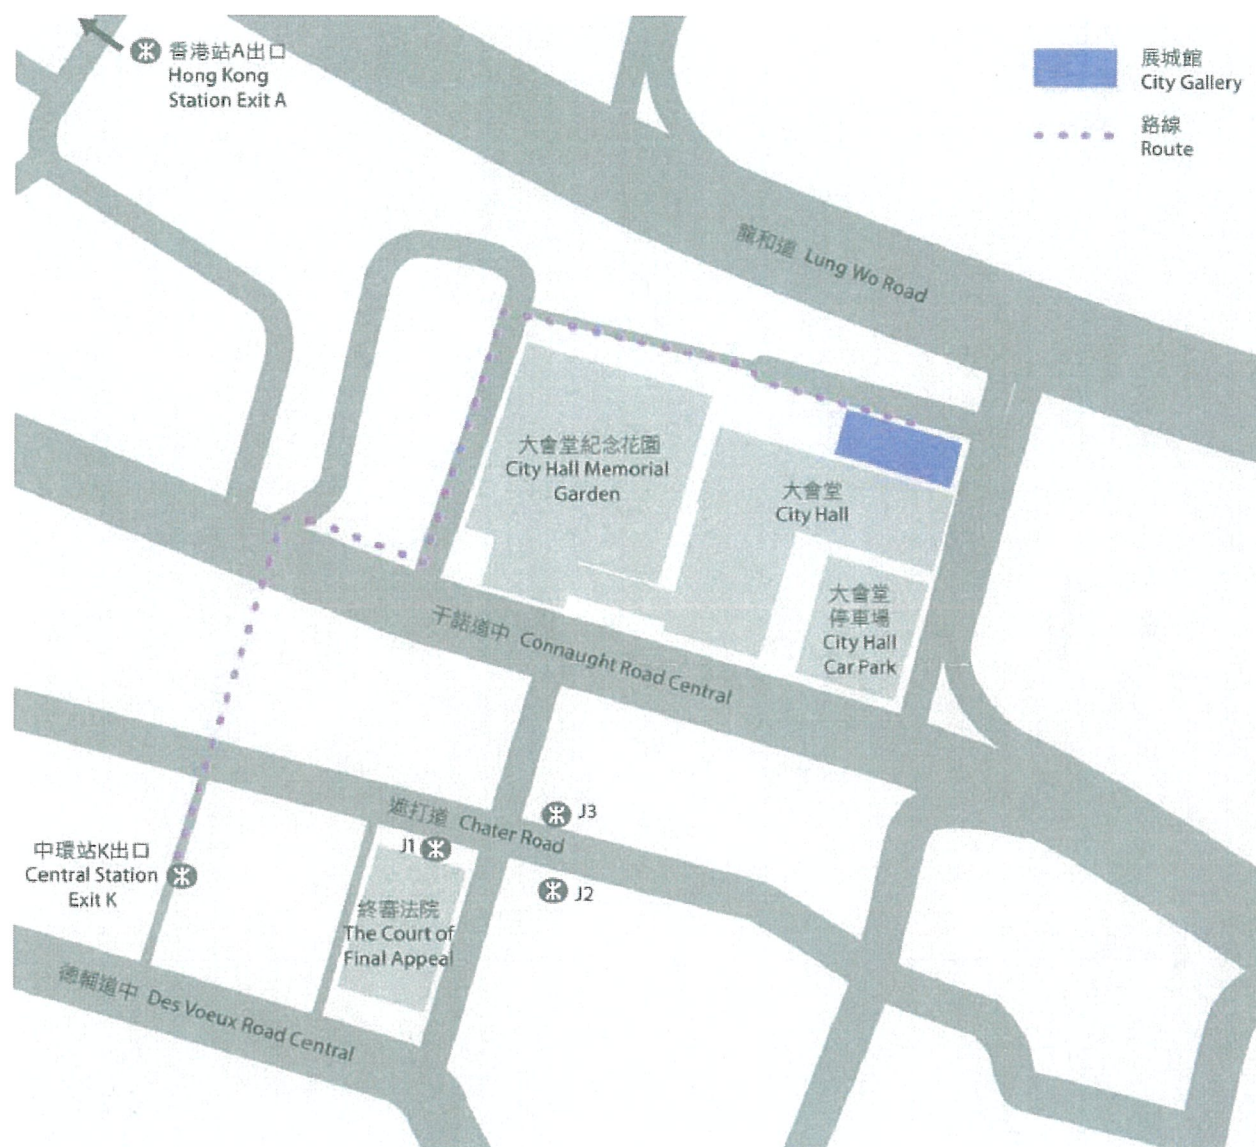 香港站A出口
Hong Kong
Station Exit A
展城館
City Gallery
路線
Route
龍和道 Lung Wo Road
大會堂紀念花園
City Hall Memorial
Garden
大會堂
City Hall
大會堂
停車場
City Hall
Car Park
干諾道中 Connaught Road Central
遮打道 Chater Road
J3
J1
J2
中環站K出口
Central Station
Exit K
終審法院
The Court of
Final Appeal
德輔道中 Des Voeux Road Central